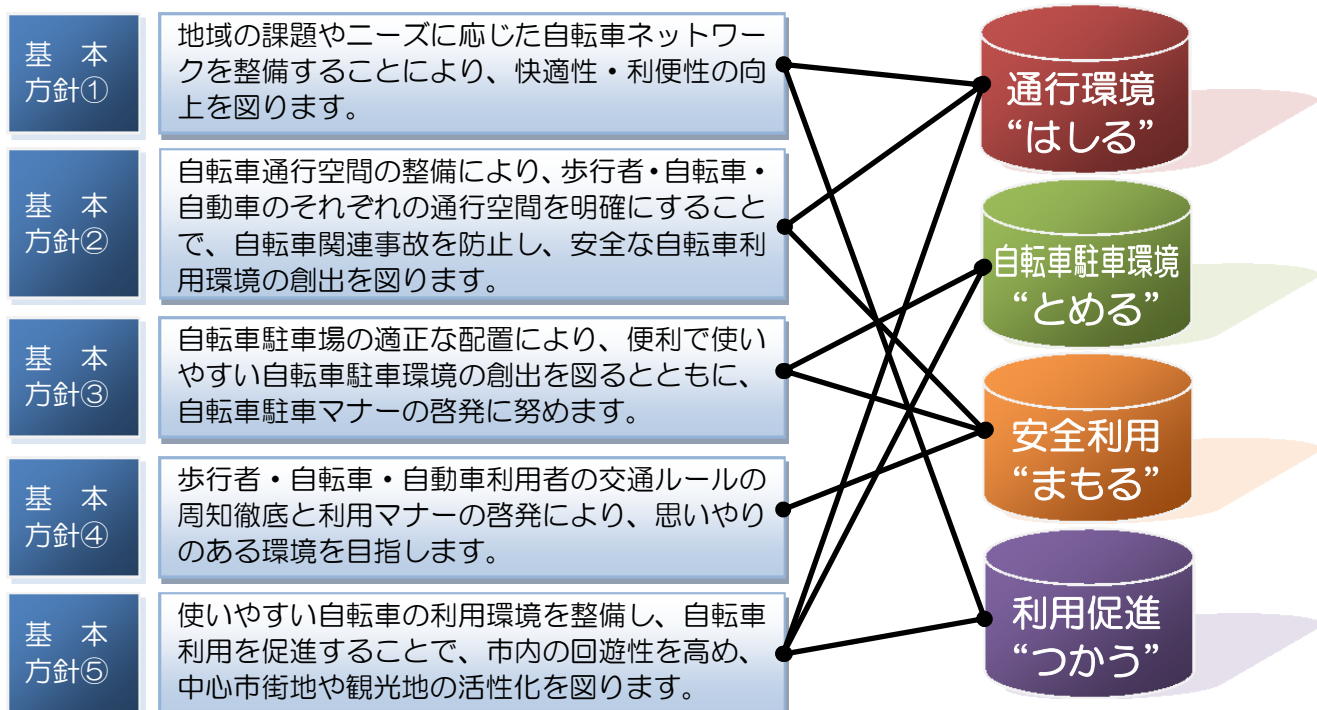 基 本
方針①
地域の課題やニーズに応じた自転車ネットワー
クを整備することにより、快適性・利便性の向
上を図ります。
基 本
方針②
自転車通行空間の整備により、歩行者・自転車・
自動車のそれぞれの通行空間を明確にすること
で、自転車関連事故を防止し、安全な自転車利
用環境の創出を図ります。
基 本
方針③
自転車駐車場の適正な配置により、便利で使い
やすい自転車駐車環境の創出を図るとともに、
自転車駐車マナーの啓発に努めます。
基 本
方針④
歩行者・自転車・自動車利用者の交通ルールの
周知徹底と利用マナーの啓発により、思いやり
のある環境を目指します。
基 本
方針⑤
使いやすい自転車の利用環境を整備し、自転車
利用を促進することで、市内の回遊性を高め、
中心市街地や観光地の活性化を図ります。
通行環境
“はしる”
自転車駐車環境
“とめる”
安全利用
“まもる”
利用促進
“つかう”